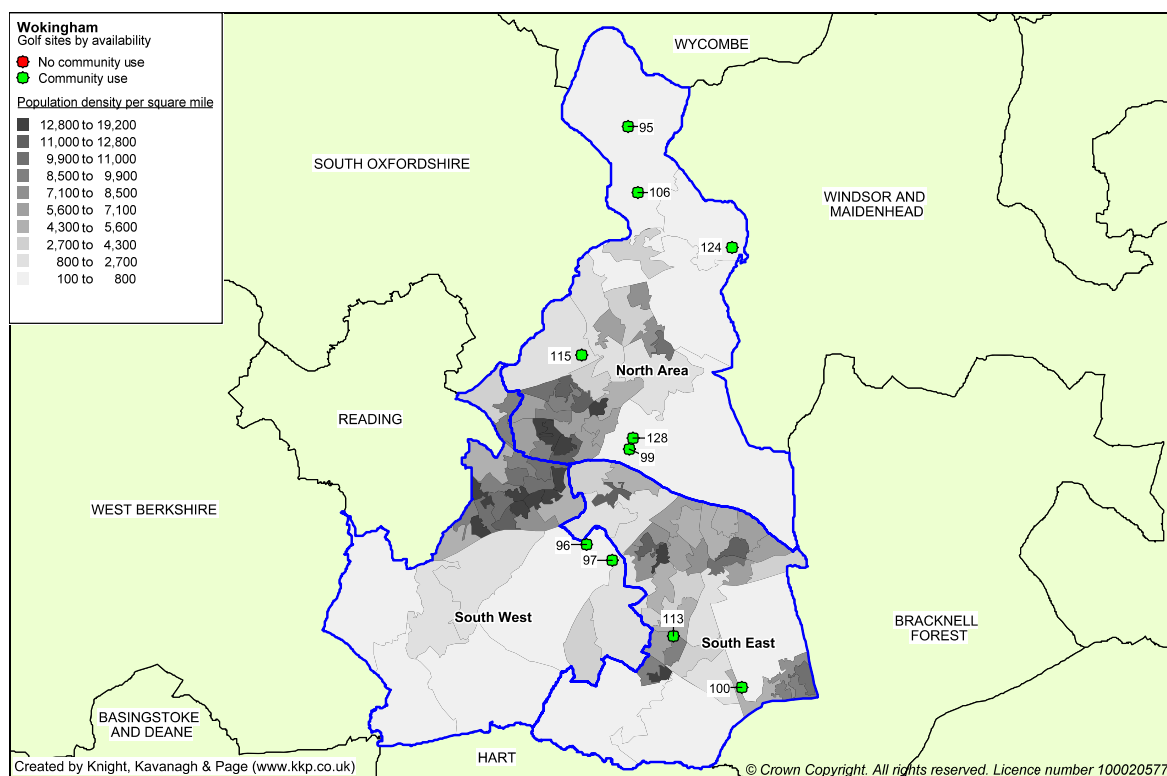 Wokingham
Golf sites by availability
No community use
Community use
Population density per square mile
12,800 to 19,200
11,000 to 12,800
9,900 to 11,000
8,500 to 9,900
7,100 to 8,500
5,600 to 7,100
4,300 to 5,600
2,700 to 4,300
800 to 2,700
100 to 800
WYCOMBE
95
SOUTH OXFORDSHIRE
106
WINDSOR AND
MAIDENHEAD
124
115
North Area
READING
128
99
WEST BERKSHIRE
96
97
South West
113
South East
BRACKNELL
FOREST
100
BASINGSTOKE
AND DEANE
HART
Created by Knight, Kavanagh & Page (www.kkp.co.uk)
© Crown Copyright. All rights reserved. Licence number 100020577